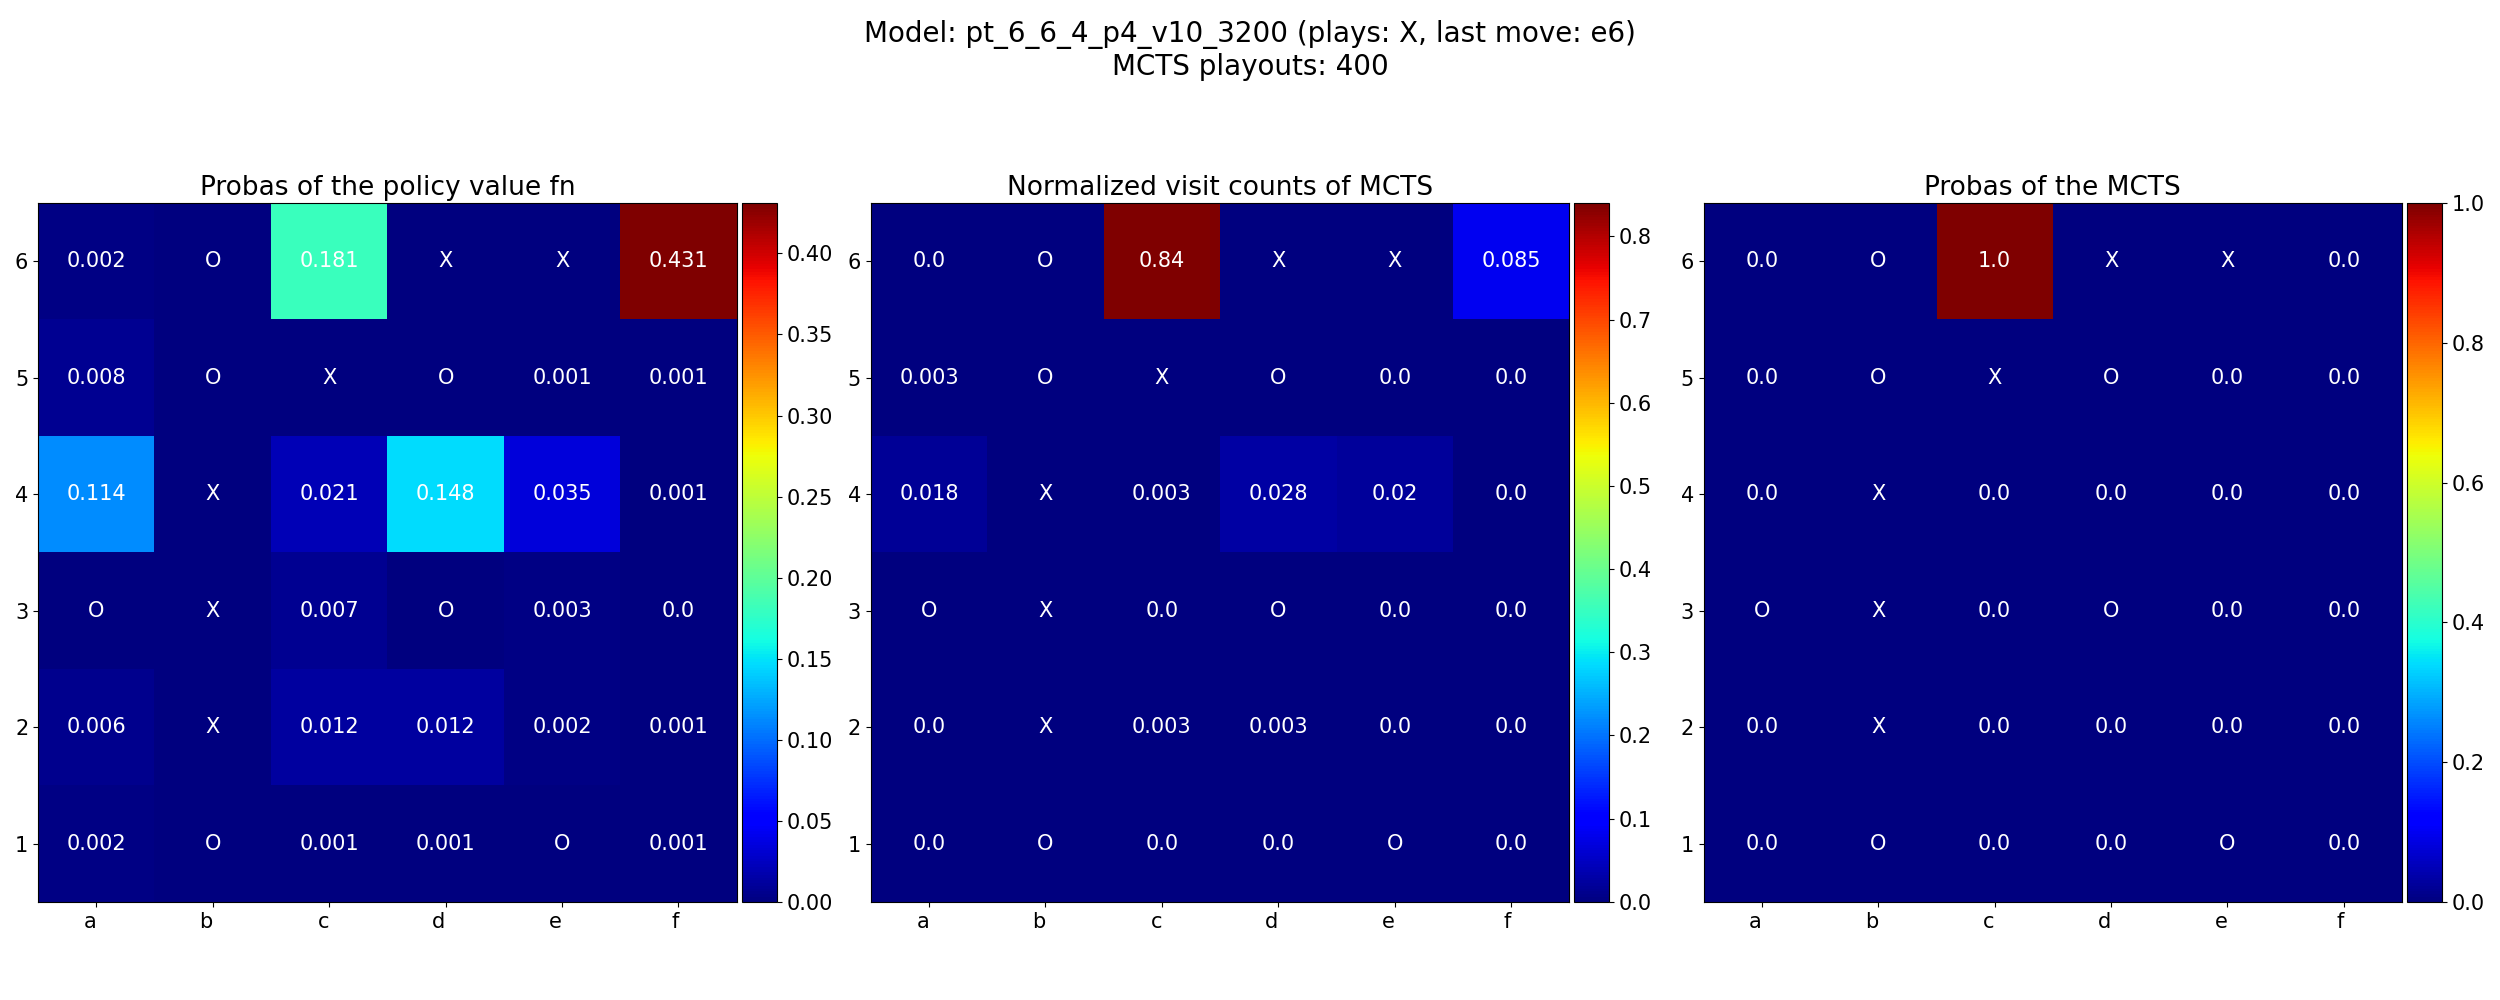 Model: pt_6_6_4_p4_v10_3200 (plays: X, last move: e6)
MCTS playouts: 400
Probas of the policy value fn
6 0.002 O 0.181 X X 0.431
5 0.008 O X O 0.001 0.001
4 0.114 X 0.021 0.148 0.035 0.001
3 O X 0.007 O 0.003 0.0
2 0.006 X 0.012 0.012 0.002 0.001
1 0.002 O 0.001 0.001 O 0.001
a b c d e f
0.40
0.35
0.30
0.25
0.20
0.15
0.10
0.05
0.00
Normalized visit counts of MCTS
6 0.0 O 0.84 X X 0.085
5 0.003 O X O 0.0 0.0
4 0.018 X 0.003 0.028 0.02 0.0
3 O X 0.0 O 0.0 0.0
2 0.0 X 0.003 0.003 0.0 0.0
1 0.0 O 0.0 0.0 O 0.0
a b c d e f
0.8
0.7
0.6
0.5
0.4
0.3
0.2
0.1
0.0
Probas of the MCTS
6 0.0 O 1.0 X X 0.0
5 0.0 O X O 0.0 0.0
4 0.0 X 0.0 0.0 0.0 0.0
3 O X 0.0 O 0.0 0.0
2 0.0 X 0.0 0.0 0.0 0.0
1 0.0 O 0.0 0.0 O 0.0
a b c d e f
1.0
0.8
0.6
0.4
0.2
0.0